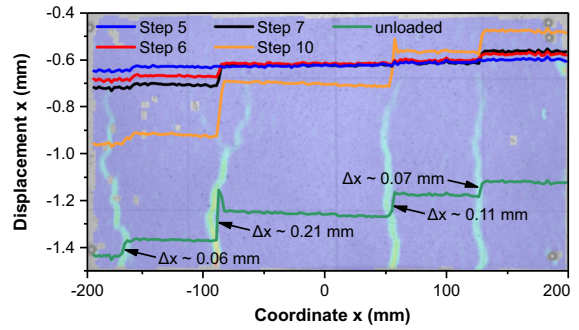 -0.4
Step 5
Step 7
unloaded
Step 6
Step 10
-0.6
-0.8
-1.0
-1.2
-1.4
Displacement x (mm)
Δx ~ 0.07 mm
Δx ~ 0.11 mm
Δx ~ 0.21 mm
Δx ~ 0.06 mm
-200
-100
0
100
200
Coordinate x (mm)